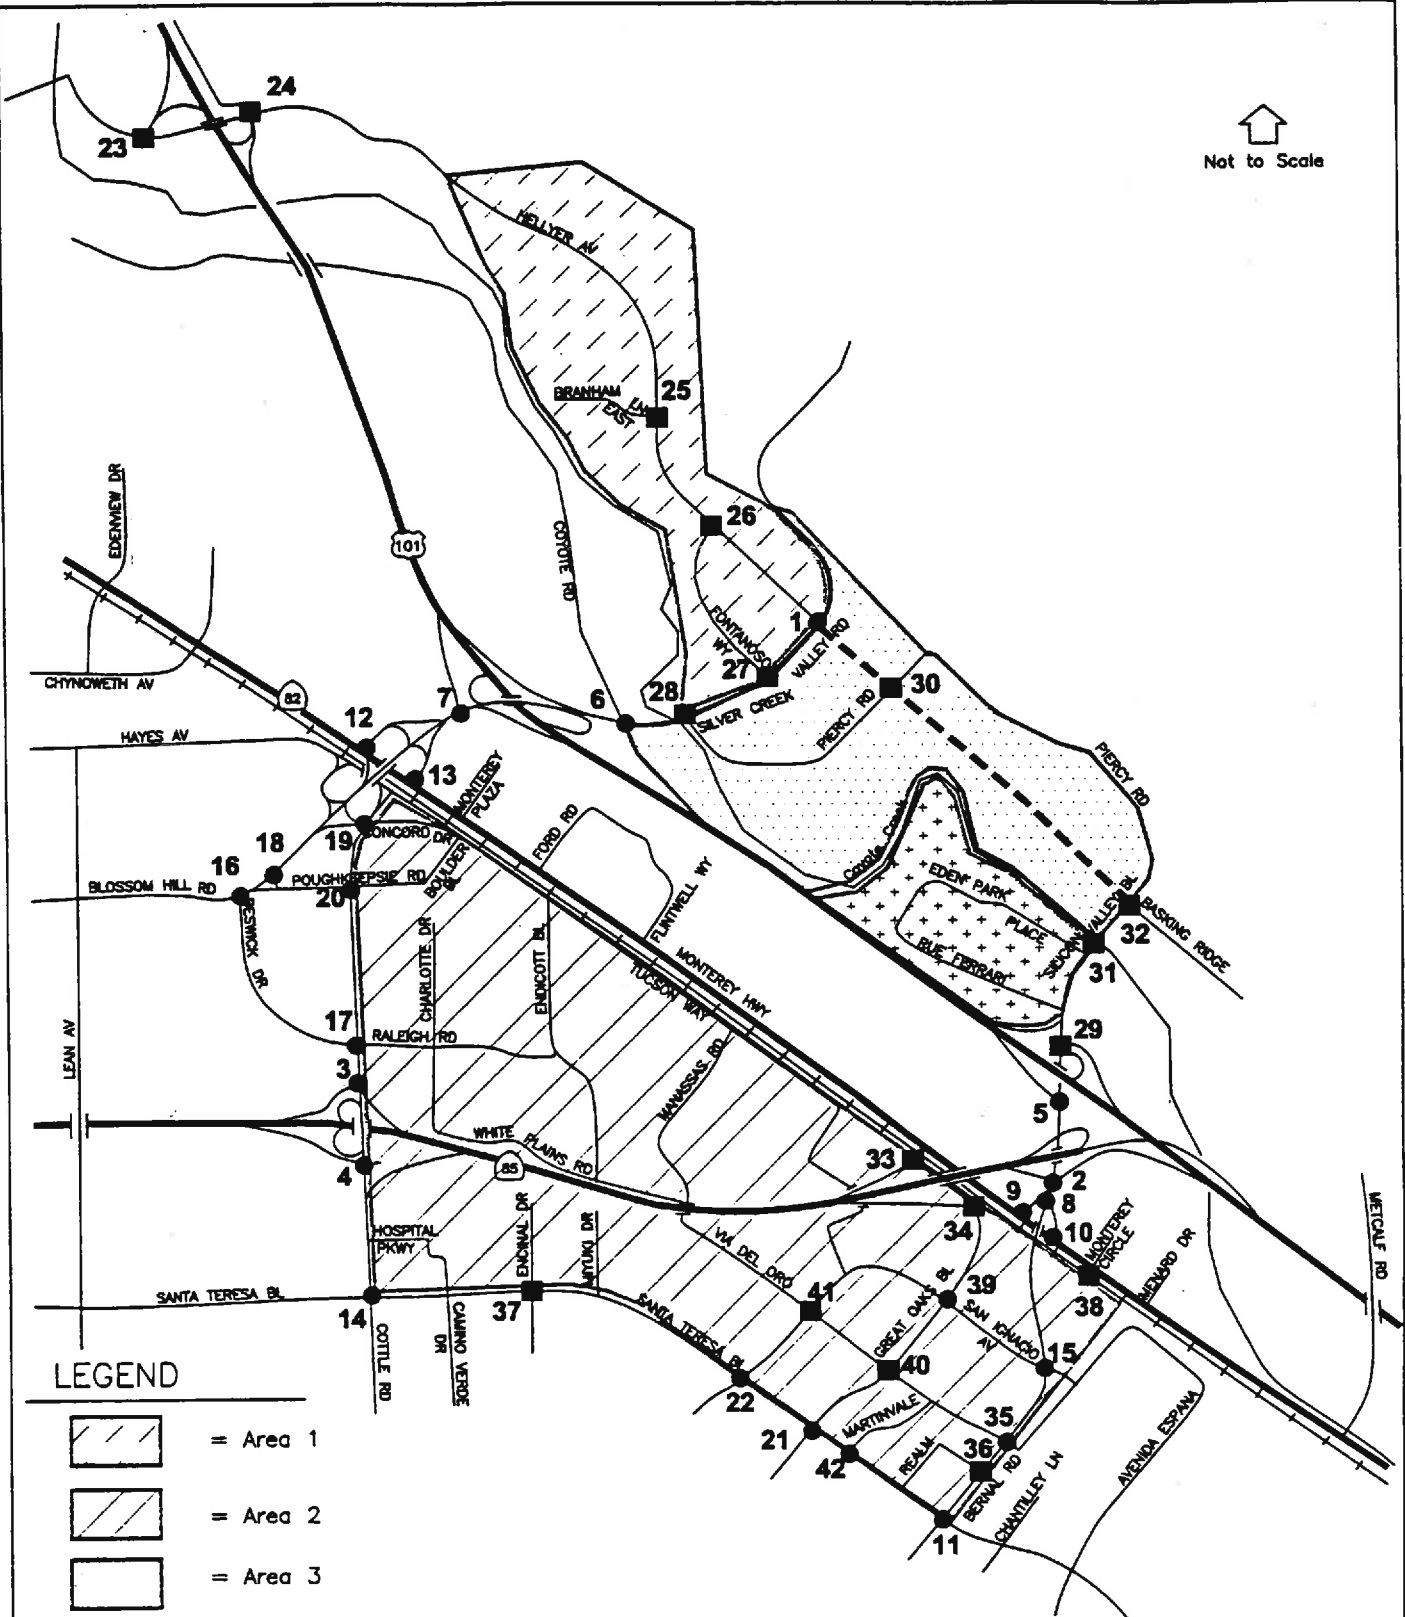 24
23
Not to Scale
HELLYER AV
25
BRANHAM
LN
EAST
26
EDENVIEW DR
101
COYOTE RD
1
FONTANOSO
WY
27
VALLEY RD
SILVER CREEK
28
30
PIERCY RD
PIERCY RD
CHYNOWETH AV
82
7
6
12
HAYES AV
13
MONTEREY
PLAZA
19
CONCORD DR
18
16
BLOSSOM HILL RD
POUGHKEEPSIE RD
20
BOULDER
BL
FORD RD
FLINTWELL WY
Coyote Creek
EDEN PARK
PLACE
RUE FERRARI
SILICON VALLEY BL
BASKING RIDGE
32
31
BESWICK DR
CHARLOTTE DR
ENDICOTT BL
MONTEREY HWY
TUCSON WAY
17
RALEIGH RD
LEAN AV
3
MANASSAS RD
29
5
WHITE PLAINS RD
85
4
33
2
9
8
34
10
MONTEREY
CIRCLE
MENARD DR
METCALF RD
HOSPITAL
PKWY
ENCINAL DR
VIA DEL ORO
SANTA TERESA BL
14
37
41
39
38
GREAT OAKS BL
SAN IGNACIO
AV
SANTA TERESA BL
COTTLE RD
CAMINO VERDE
DR
40
15
22
MARTINVALE
35
21
42
REALM
36
BERNAL RD
CHANTILLEY LN
AVENIDA ESPANA
11
LEGEND
= Area 1
= Area 2
= Area 3